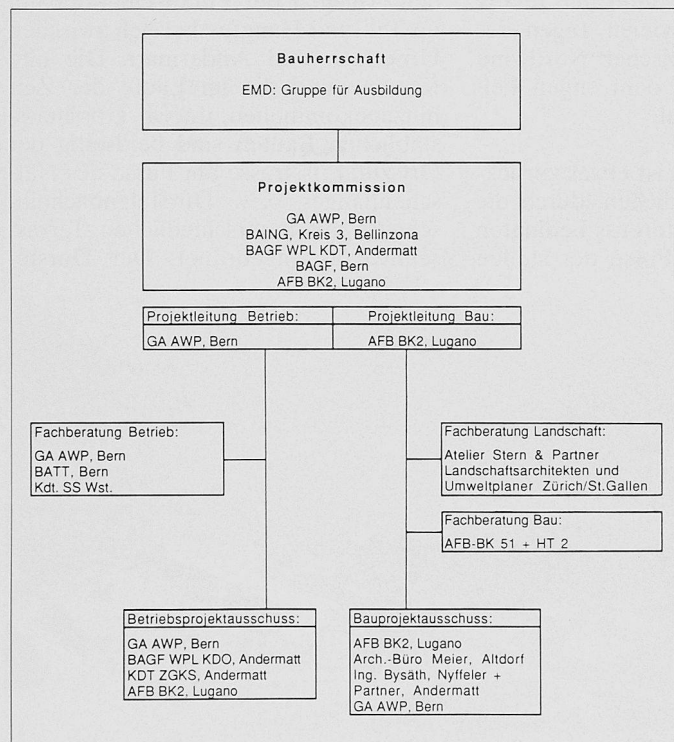 Bauherrschaft
EMD: Gruppe für Ausbildung
Projektkommission
GA AWP, Bern
BAING, Kreis 3, Bellinzona
BAGF WPL KDT, Andermatt
BAGF, Bern
AFB BK2, Lugano
Projektleitung Betrieb:
GA AWP, Bern
Projektleitung Bau:
AFB BK2, Lugano
Fachberatung Betrieb:
GA AWP, Bern
BATT, Bern
Kdt. SS Wst.
Fachberatung Landschaft:
Atelier Stern & Partner
Landschaftsarchitekten und
Umweltplaner Zürich/St.Gallen
Fachberatung Bau:
AFB-BK 51 + HT 2
Betriebsprojektausschuss:
GA AWP, Bern
BAGF WPL KDO, Andermatt
KDT ZGKS, Andermatt
AFB BK2, Lugano
Bauprojektausschuss:
AFB BK2, Lugano
Arch.-Büro Meier, Altdorf
Ing. Bysäth, Nyffeler +
Partner, Andermatt
GA AWP, Bern